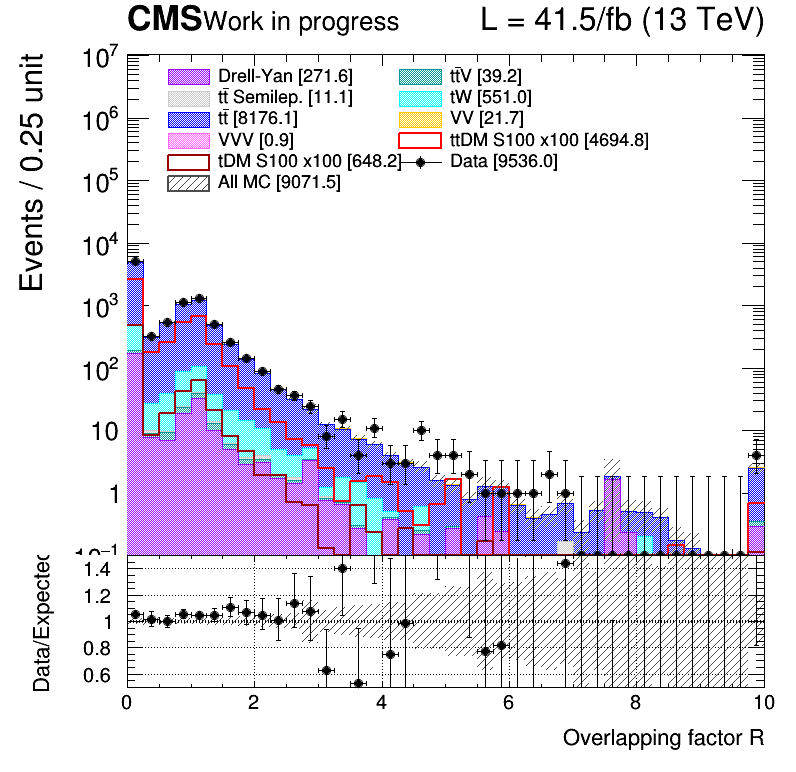 CMS Work in progress L = 41.5/fb (13 TeV)
Events / 0.25 unit
10⁷
10⁶
10⁵
10⁴
10³
10²
10
1
10⁻¹
Drell-Yan [271.6] tt̄V [39.2]
tt̄ Semilep. [11.1] tW [551.0]
tt̄ [8176.1] VV [21.7]
VVV [0.9] ttDM S100 x100 [4694.8]
tDM S100 x100 [648.2] Data [9536.0]
All MC [9071.5]
Data/Expected
1.4
1.2
1
0.8
0.6
0 2 4 6 8 10
Overlapping factor R